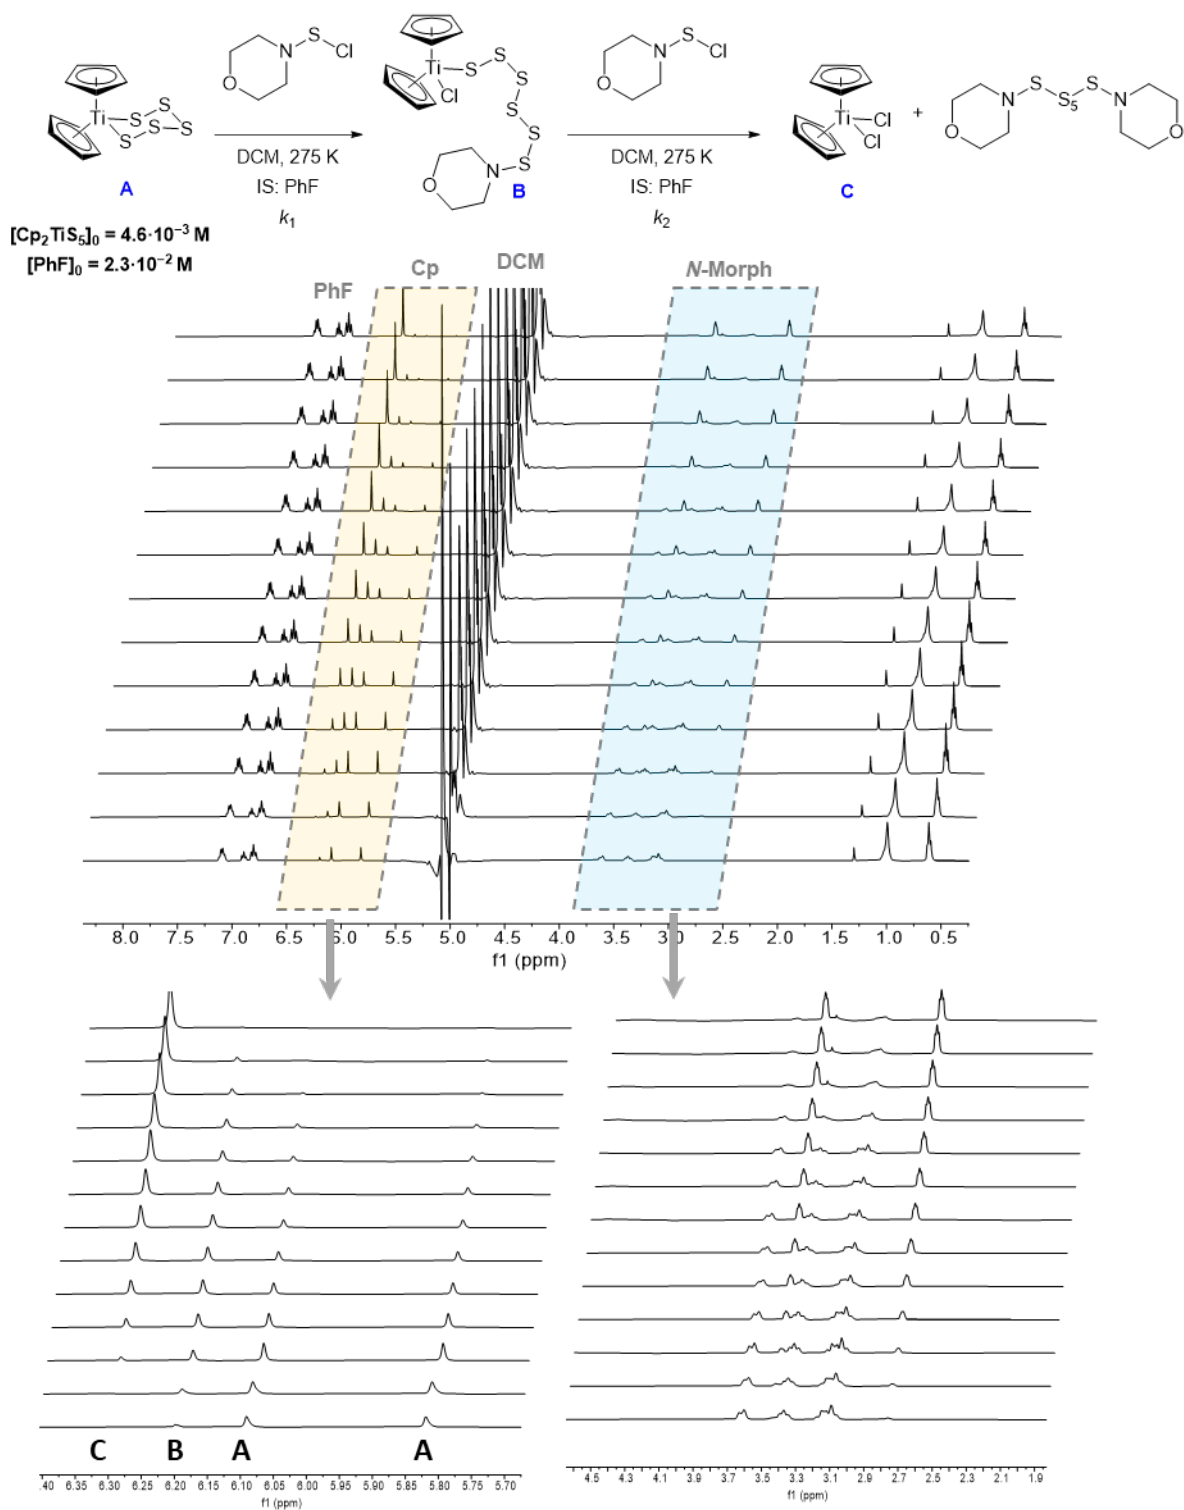 S
N
Cl
O
DCM, 275 K
IS: PhF
k1
Ti
S
S
S
S
S
A
Ti
Cl
S
S
S
S
S
S
N
O
B
S
N
Cl
O
DCM, 275 K
IS: PhF
k2
Ti
Cl
Cl
C
+
O
N
S
S5
S
N
O
[Cp2TiS5]0 = 4.6·10−3 M
[PhF]0 = 2.3·10−2 M
PhF
Cp
DCM
N-Morph
8.0 7.5 7.0 6.5 6.0 5.5 5.0 4.5 4.0 3.5 3.0 2.5 2.0 1.5 1.0 0.5
f1 (ppm)
C B A A
6.40 6.35 6.30 6.25 6.20 6.15 6.10 6.05 6.00 5.95 5.90 5.85 5.80 5.75 5.70
f1 (ppm)
4.5 4.3 4.1 3.9 3.7 3.5 3.3 3.1 2.9 2.7 2.5 2.3 2.1 1.9
f1 (ppm)